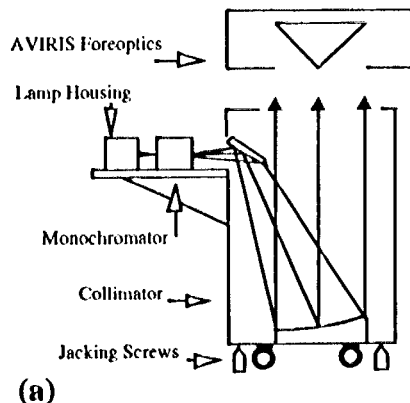 AVIRIS Foreoptics
Lamp Housing
Monochromator
Collimator
Jacking Screws
(a)